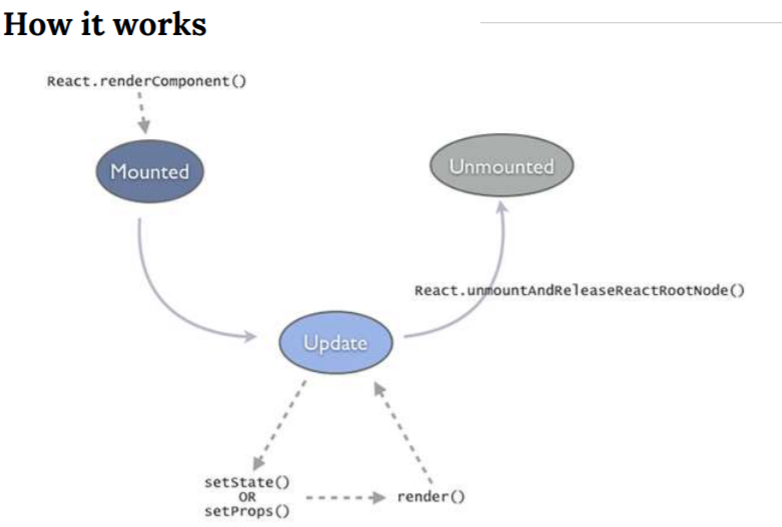 How it works
React.renderComponent()
Mounted
Unmounted
React.unmountAndReleaseReactRootNode()
Update
setState()
OR
setProps()
render()